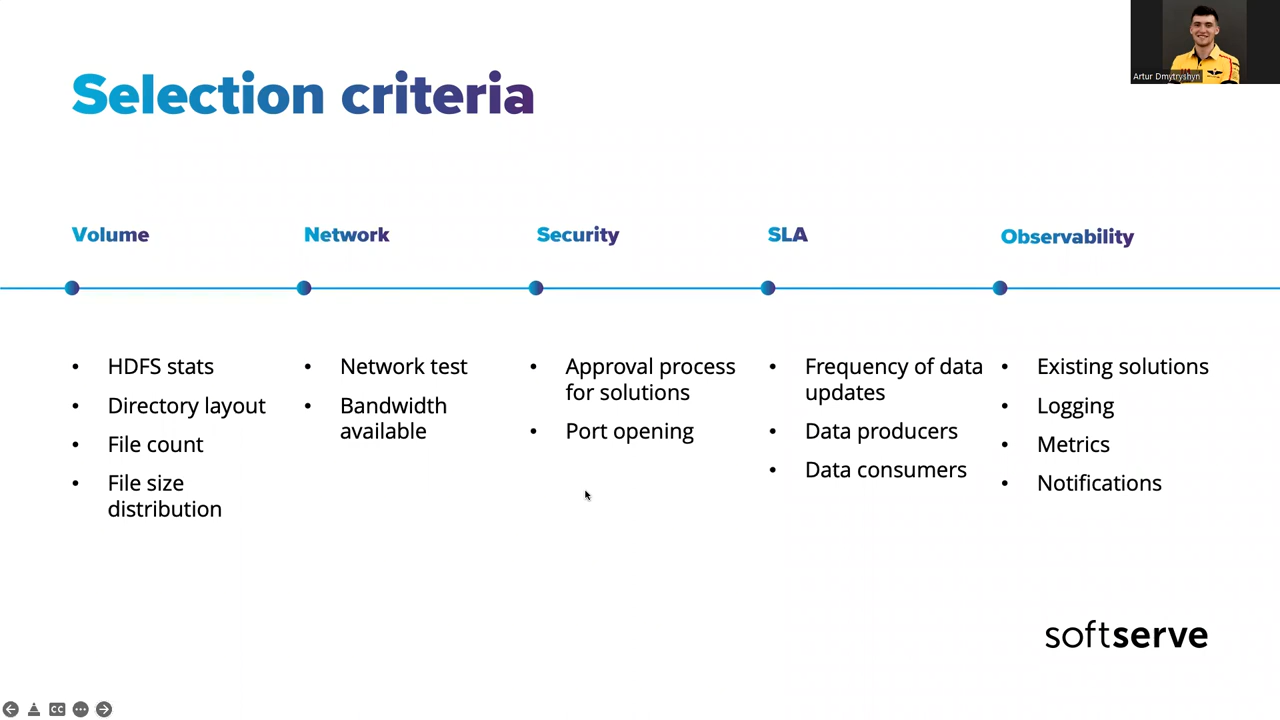 Artur Dmytryshyn
Selection criteria
Volume
HDFS stats
Directory layout
File count
File size
distribution
Network
Network test
Bandwidth
available
Security
Approval process
for solutions
Port opening
SLA
Frequency of data
updates
Data producers
Data consumers
Observability
Existing solutions
Logging
Metrics
Notifications
softserve
CC